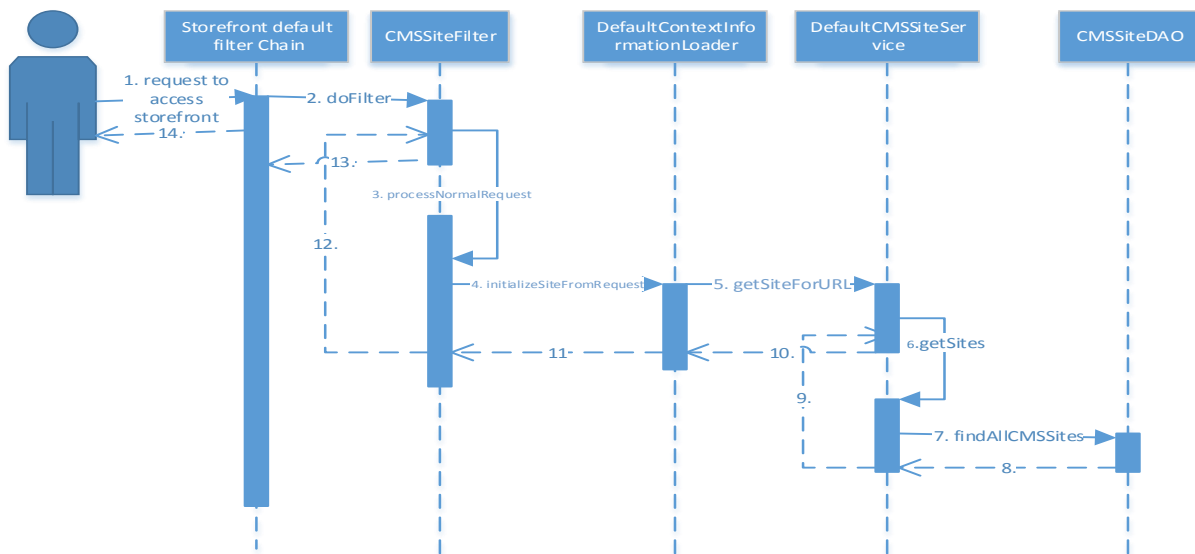 Storefront default
filter Chain
CMSSiteFilter
DefaultContextInfo
rmationLoader
DefaultCMSSiteSer
vice
CMSSiteDAO
1. request to
access
storefront
2. doFilter
14.
13.
3. processNormalRequest
12.
4. initializeSiteFromRequest
5. getSiteForURL
6.getSites
11
10.
9.
7. findAllCMSSites
8.